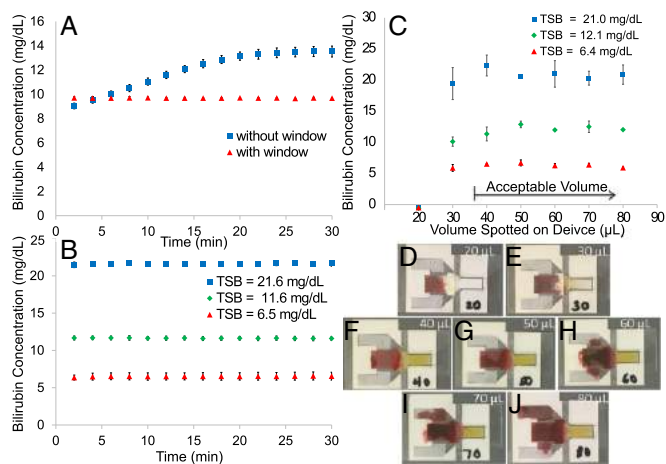 A
Bilirubin Concentration (mg/dL)
16
14
12
10
8
6
4
2
0
without window
with window
0 5 10 15 20 25 30
Time (min)
B
Bilirubin Concentration (mg/dL)
25
20
15
10
5
0
TSB = 21.6 mg/dL
TSB = 11.6 mg/dL
TSB = 6.5 mg/dL
0 5 10 15 20 25 30
Time (min)
C
Bilirubin Concentration (mg/dL)
30
25
20
15
10
5
0
TSB = 21.0 mg/dL
TSB = 12.1 mg/dL
TSB = 6.4 mg/dL
Acceptable Volume
10 20 30 40 50 60 70 80 90
Volume Spotted on Deivce (µL)
D 20 µL
20
E 30 µL
30
F 40 µL
40
G 50 µL
50
H 60 µL
60
I 70 µL
70
J 80 µL
80